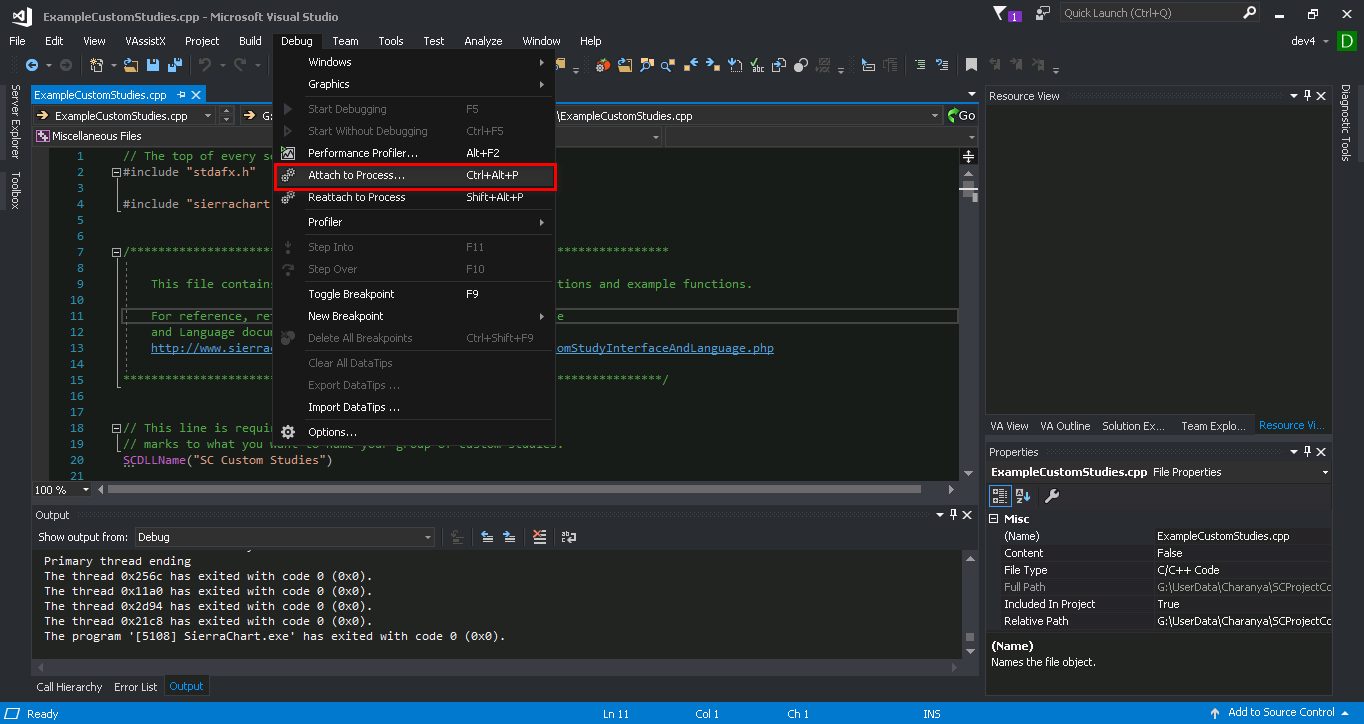 ExampleCustomStudies.cpp - Microsoft Visual Studio
1
Quick Launch (Ctrl+Q)
File Edit View VAssistX Project Build Debug Team Tools Test Analyze Window Help
dev4
D
ExampleCustomStudies.cpp
ExampleCustomStudies.cpp
G:
\ExampleCustomStudies.cpp
Go
Miscellaneous Files
Server Explorer
Toolbox
1 // The top of every so
2 #include "stdafx.h"
3
4 #include "sierrachart
5
6
7 /********************* ****************
8
9 This file contains tions and example functions.
10
11 For reference, re e
12 and Language docum
13 http://www.sierrac omStudyInterfaceAndLanguage.php
14
15 ********************* ***************/
16
17
18 // This line is requir
19 // marks to what you want to name your group of custom studies.
20 SCDLLName("SC Custom Studies")
21
100 %
Windows
Graphics
Start Debugging F5
Start Without Debugging Ctrl+F5
Performance Profiler... Alt+F2
Attach to Process... Ctrl+Alt+P
Reattach to Process Shift+Alt+P
Profiler
Step Into F11
Step Over F10
Toggle Breakpoint F9
New Breakpoint
Delete All Breakpoints Ctrl+Shift+F9
Clear All DataTips
Export DataTips ...
Import DataTips ...
Options...
Output
Show output from: Debug
Primary thread ending
The thread 0x256c has exited with code 0 (0x0).
The thread 0x11a0 has exited with code 0 (0x0).
The thread 0x2d94 has exited with code 0 (0x0).
The thread 0x21c8 has exited with code 0 (0x0).
The program '[5108] SierraChart.exe' has exited with code 0 (0x0).
Call Hierarchy Error List Output
Resource View
Diagnostic Tools
VA View VA Outline Solution Ex... Team Explo... Resource Vi...
Properties
ExampleCustomStudies.cpp File Properties
Misc
(Name) ExampleCustomStudies.cpp
Content False
File Type C/C++ Code
Full Path G:\UserData\Charanya\SCProjectCo
Included In Project True
Relative Path G:\UserData\Charanya\SCProjectCo
(Name)
Names the file object.
Ready
Ln 11
Col 1
Ch 1
INS
Add to Source Control